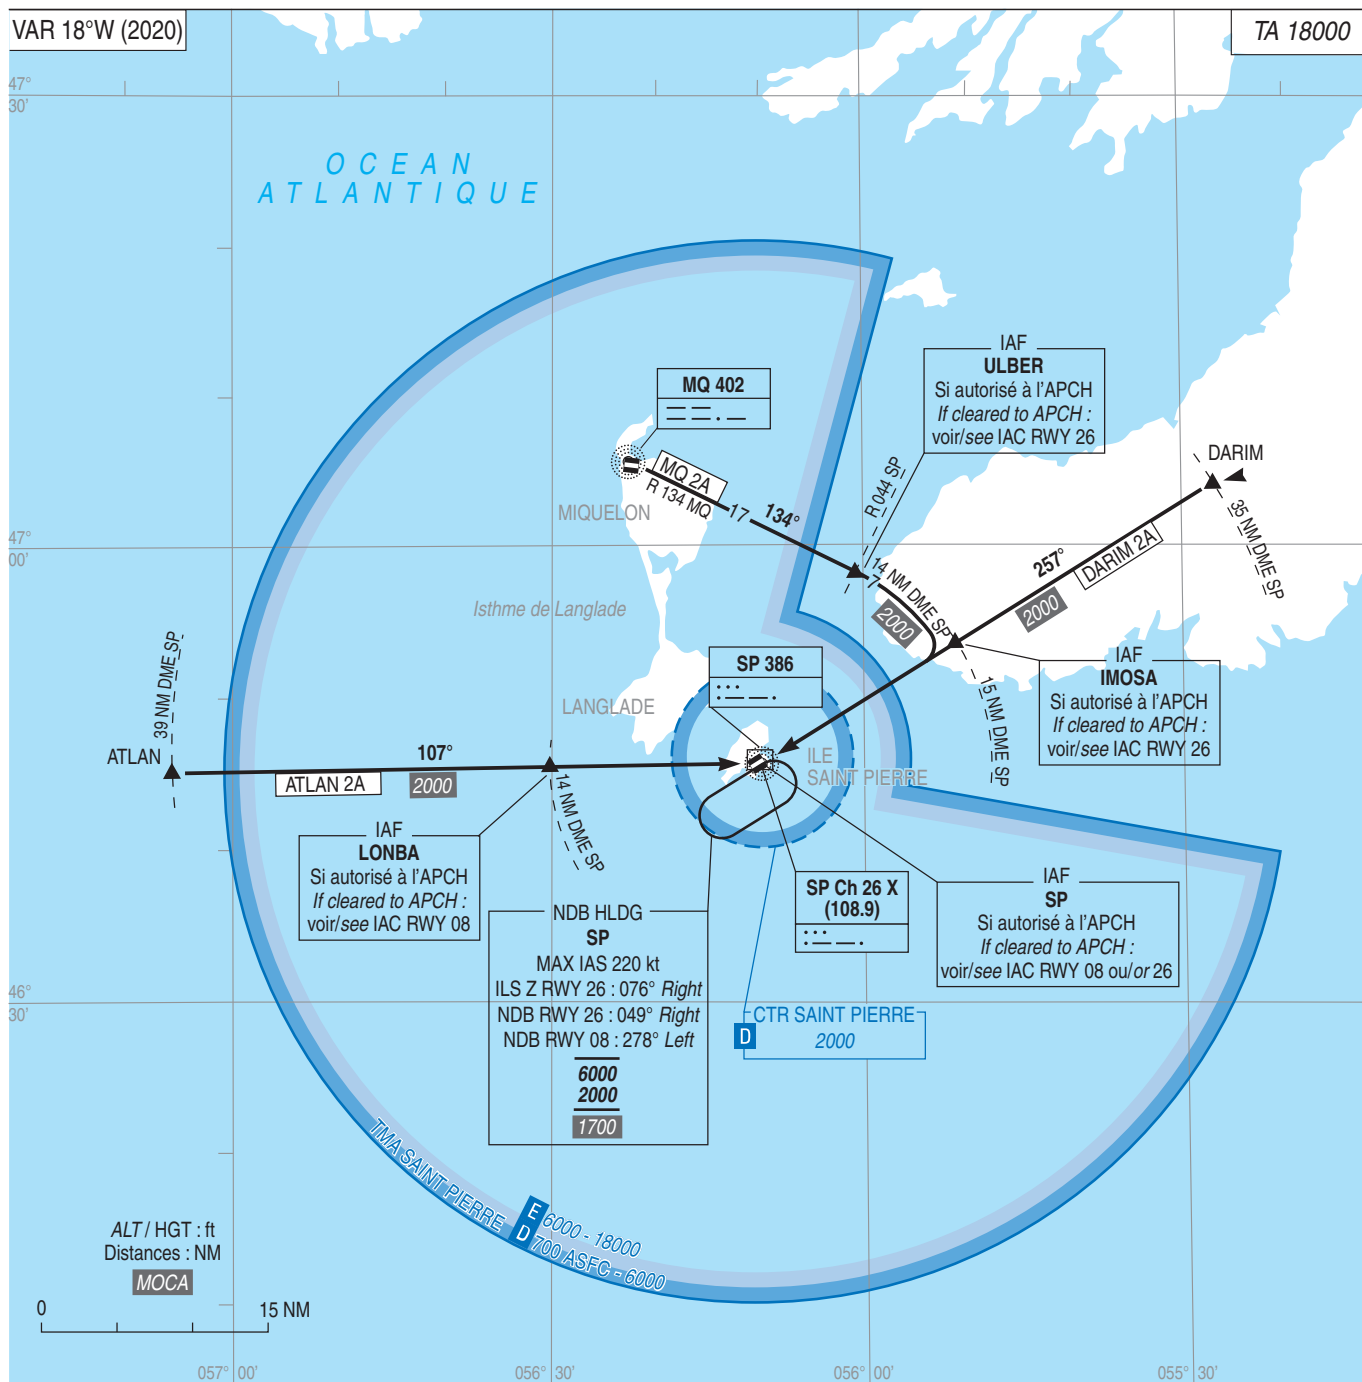 VAR 18°W (2020)
TA 18000
47°
30'
OCEAN
ATLANTIQUE
IAF
ULBER
Si autorisé à l'APCH
If cleared to APCH :
voir/see IAC RWY 26
MQ 402
DARIM
MQ 2A
R 134 MQ
17
134°
R 044 SP
35 NM DME SP
MIQUELON
47°
00'
257°
DARIM 2A
2000
14 NM DME SP
7
2000
Isthme de Langlade
39 NM DME SP
SP 386
IAF
IMOSA
Si autorisé à l'APCH
If cleared to APCH :
voir/see IAC RWY 26
15 NM DME SP
LANGLADE
ATLAN
107°
ATLAN 2A
2000
ILE
SAINT PIERRE
14 NM DME SP
IAF
LONBA
Si autorisé à l'APCH
If cleared to APCH :
voir/see IAC RWY 08
SP Ch 26 X
(108.9)
IAF
SP
Si autorisé à l'APCH
If cleared to APCH :
voir/see IAC RWY 08 ou/or 26
NDB HLDG
SP
MAX IAS 220 kt
ILS Z RWY 26 : 076° Right
NDB RWY 26 : 049° Right
NDB RWY 08 : 278° Left
6000
2000
1700
46°
30'
CTR SAINT PIERRE
D
2000
TMA SAINT PIERRE
E 6000 - 18000
D 700 ASFC - 6000
ALT / HGT : ft
Distances : NM
MOCA
0 15 NM
057° 00'
056° 30'
056° 00'
055° 30'